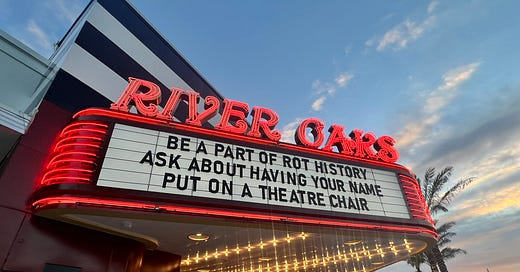 RIVER OAKS
BE A PART OF ROT HISTORY
ASK ABOUT HAVING YOUR NAME
PUT ON A THEATRE CHAIR